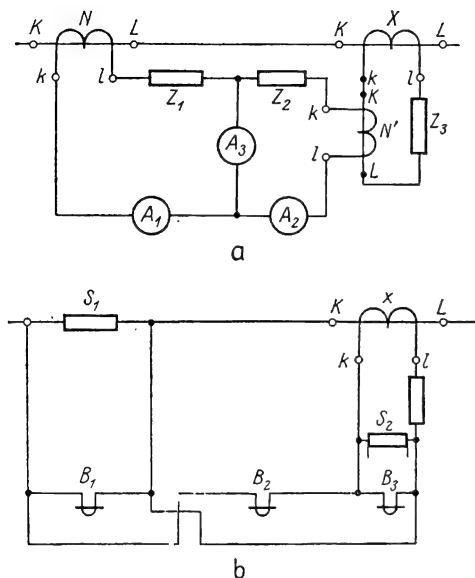 K N L K X L
k l Z₁ Z₂ k l
K
k N' Z₃
A₃
l L
A₁ A₂
a
S₁ K x L
k l
S₂
B₁ B₂ B₃
b